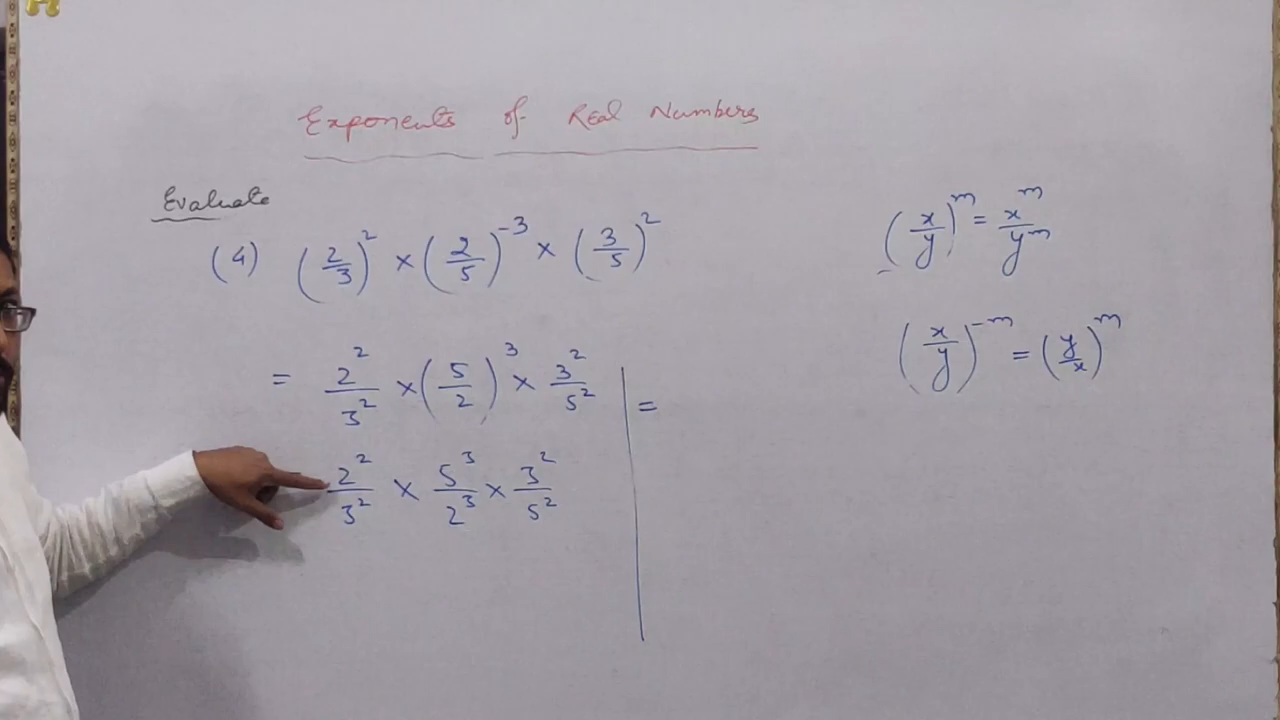 Exponents of Real Numbers
Evaluate
(4) (2/3)^2 × (2/5)^-3 × (3/5)^2
= 2^2/3^2 × (5/2)^3 × 3^2/5^2
2^2/3^2 × 5^3/2^3 × 3^2/5^2
=
(x/y)^m = x^m/y^m
(x/y)^-m = (y/x)^m